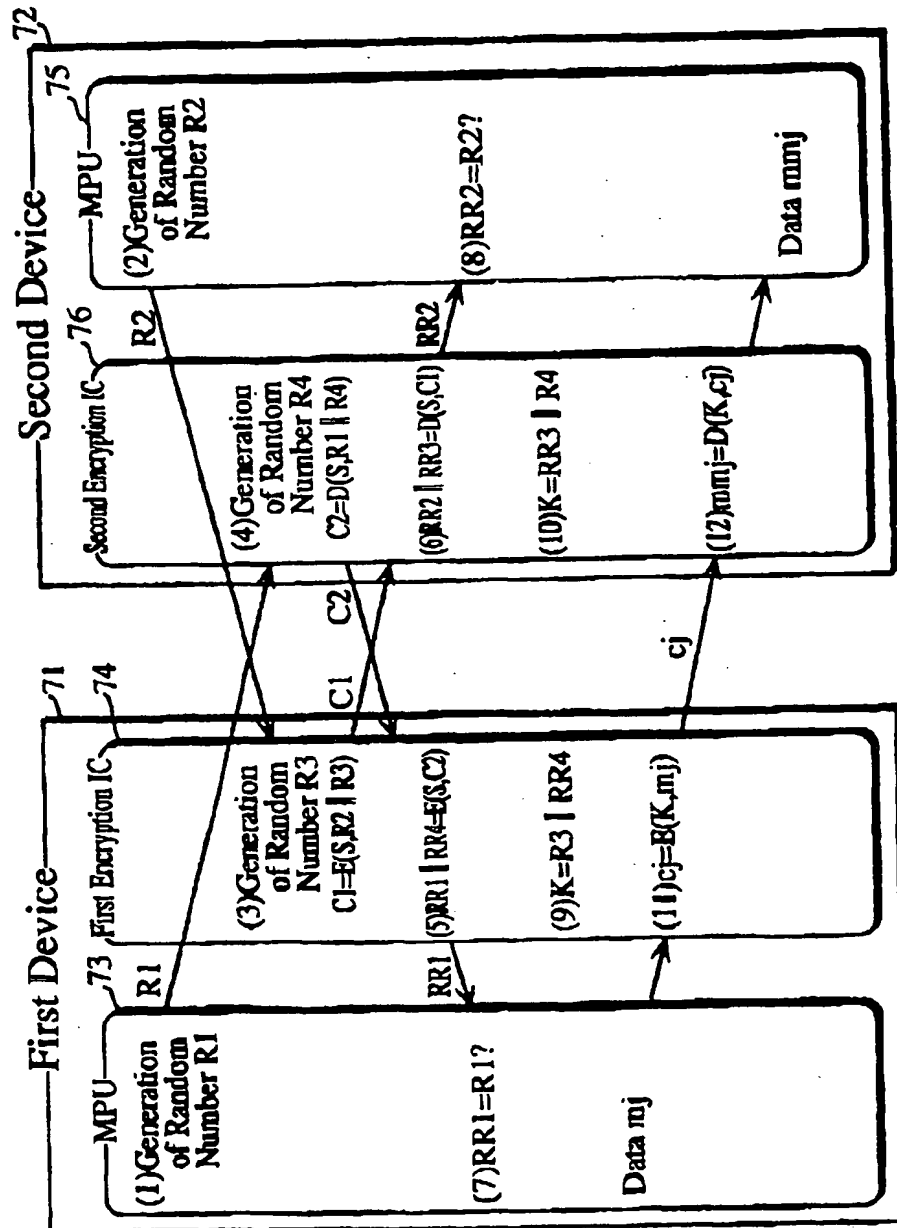 First Device
71
MPU
73
(1)Generation
of Random
Number R1
R1
(7)RR1=R1?
RR1
Data mj
First Encryption IC
74
(3)Generation
of Random
Number R3
C1=E(S,R2 || R3)
C1
(5)RR1 || RR4=E(S,C2)
(9)K=R3 || RR4
(11)cj=E(K,mj)
cj
Second Device
72
Second Encryption IC
76
(4)Generation
of Random
Number R4
C2=D(S,R1 || R4)
C2
(6)RR2 || RR3=D(S,C1)
RR2
(10)K=RR3 || R4
(12)mmj=D(K,cj)
MPU
75
(2)Generation
of Random
Number R2
R2
(8)RR2=R2?
Data mmj